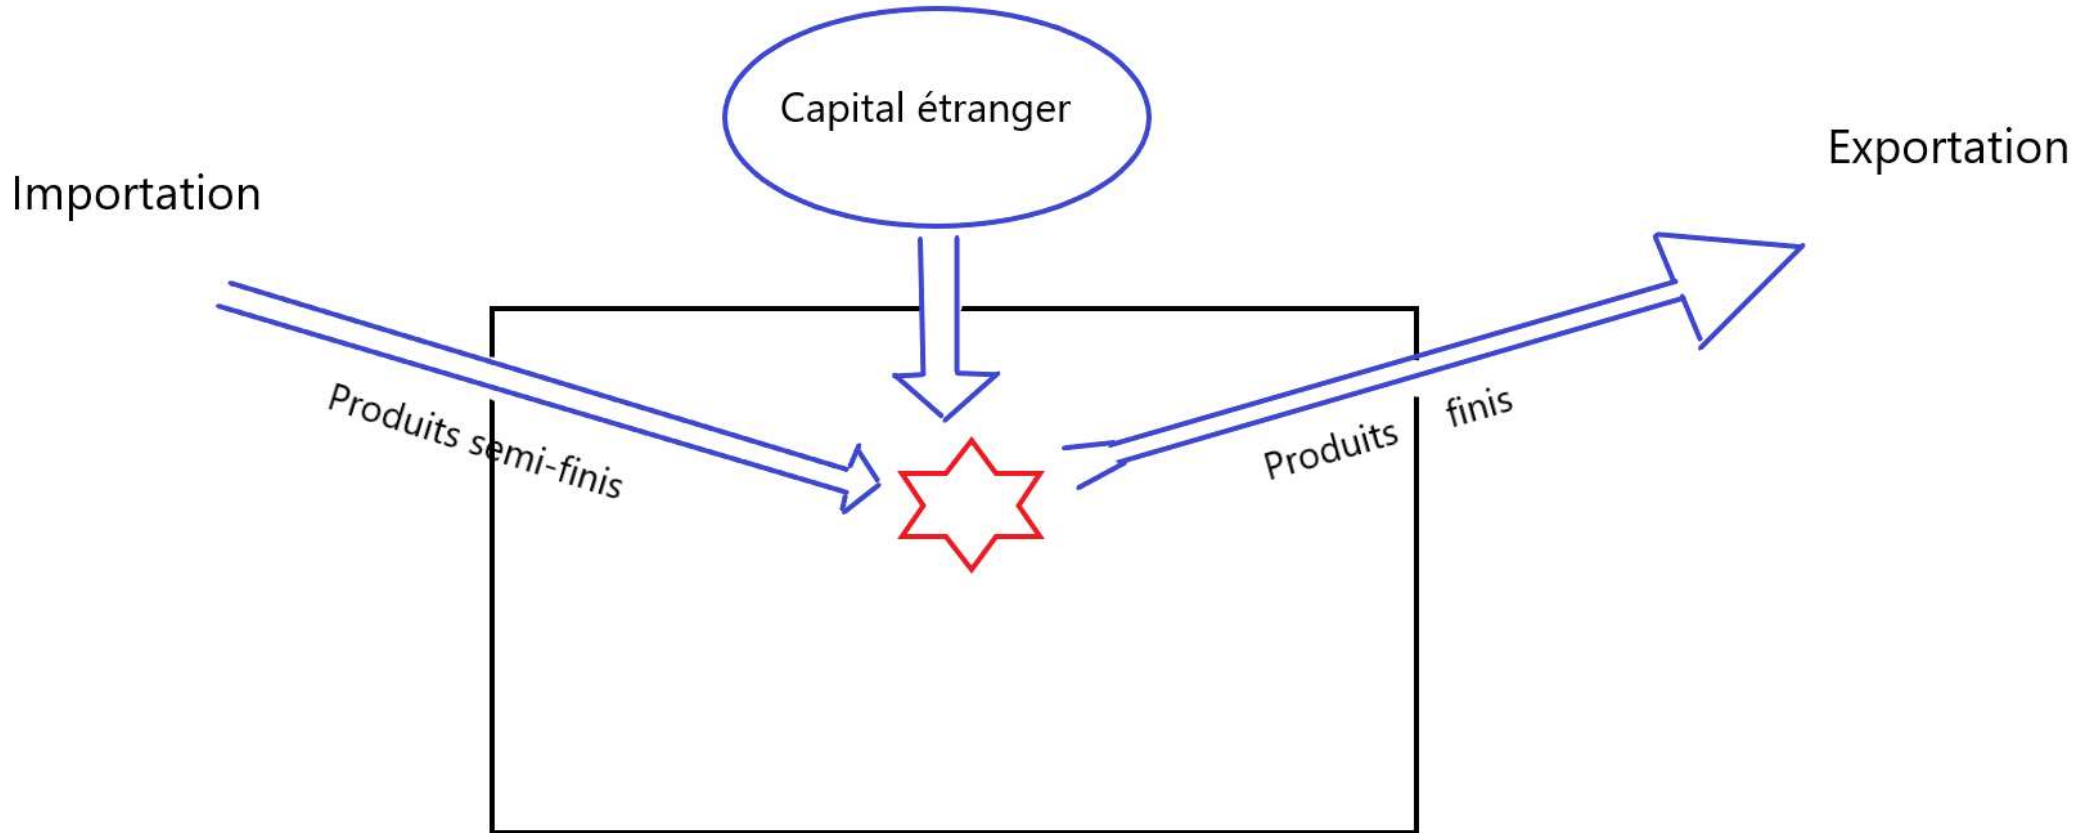 Capital étranger
Exportation
Importation
Produits semi-finis
Produits finis